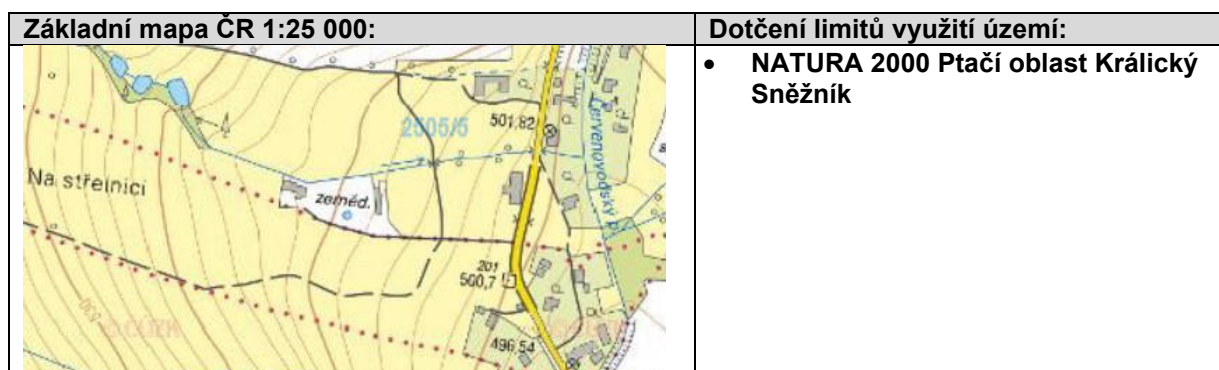 Základní mapa ČR 1:25 000:
Dotčení limitů využití území:
• NATURA 2000 Ptačí oblast Králický
Sněžník
2505/5
501,82
Červenovodský p.
Na střelnici
zeměd.
201
500,7
496,54
© ČÚZK